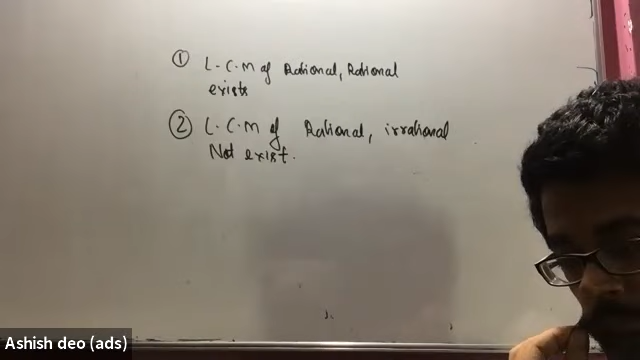 ① L.C.M of Rational, Rational
exists
② L.C.M of Rational, irrational
Not exist.
Ashish deo (ads)